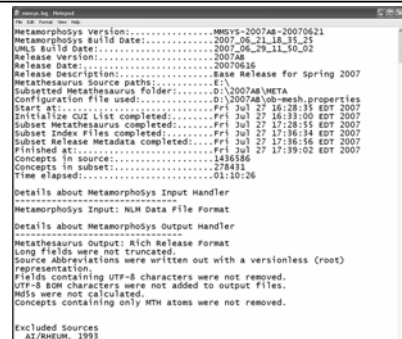 mmsys.log - Notepad
File Edit Format View Help
MetamorphoSys Version:..............MMSYS-2007AB-20070621
MetamorphoSys Build Date:...........2007_06_21_18_35_25
UMLS Build Date:....................2007_06_29_11_50_02
Release Version:....................2007AB
Release Date:.......................20070616
Release Description:................Base Release for Spring 2007
Metathesaurus Source paths:.........E:\
Subsetted Metathesaurus folder:.....D:\2007AB\META
Configuration file used:............D:\2007AB\ob-mesh.properties
Start at:...........................Fri Jul 27 16:28:35 EDT 2007
Initialize CUI List completed:......Fri Jul 27 16:33:00 EDT 2007
Subset Metathesaurus completed:.....Fri Jul 27 17:28:55 EDT 2007
Subset Index Files completed:.......Fri Jul 27 17:36:34 EDT 2007
Subset Release Metadata completed:..Fri Jul 27 17:36:56 EDT 2007
Finished at:........................Fri Jul 27 17:39:02 EDT 2007
Concepts in source:.................1436586
Concepts in subset:.................278431
Time elapsed:.......................01:10:26
Details about MetamorphoSys Input Handler
-----------------------------------
MetamorphoSys Input: NLM Data File Format
Details about MetamorphoSys Output Handler
-----------------------------------
Metathesaurus Output: Rich Release Format
Long fields were not truncated.
Source Abbreviations were written out with a versionless (root)
representation.
Fields containing UTF-8 characters were not removed.
UTF-8 BOM characters were not added to output files.
Md5s were not calculated.
Concepts containing only MTH atoms were not removed.
Excluded Sources
AI/RHEUM, 1993